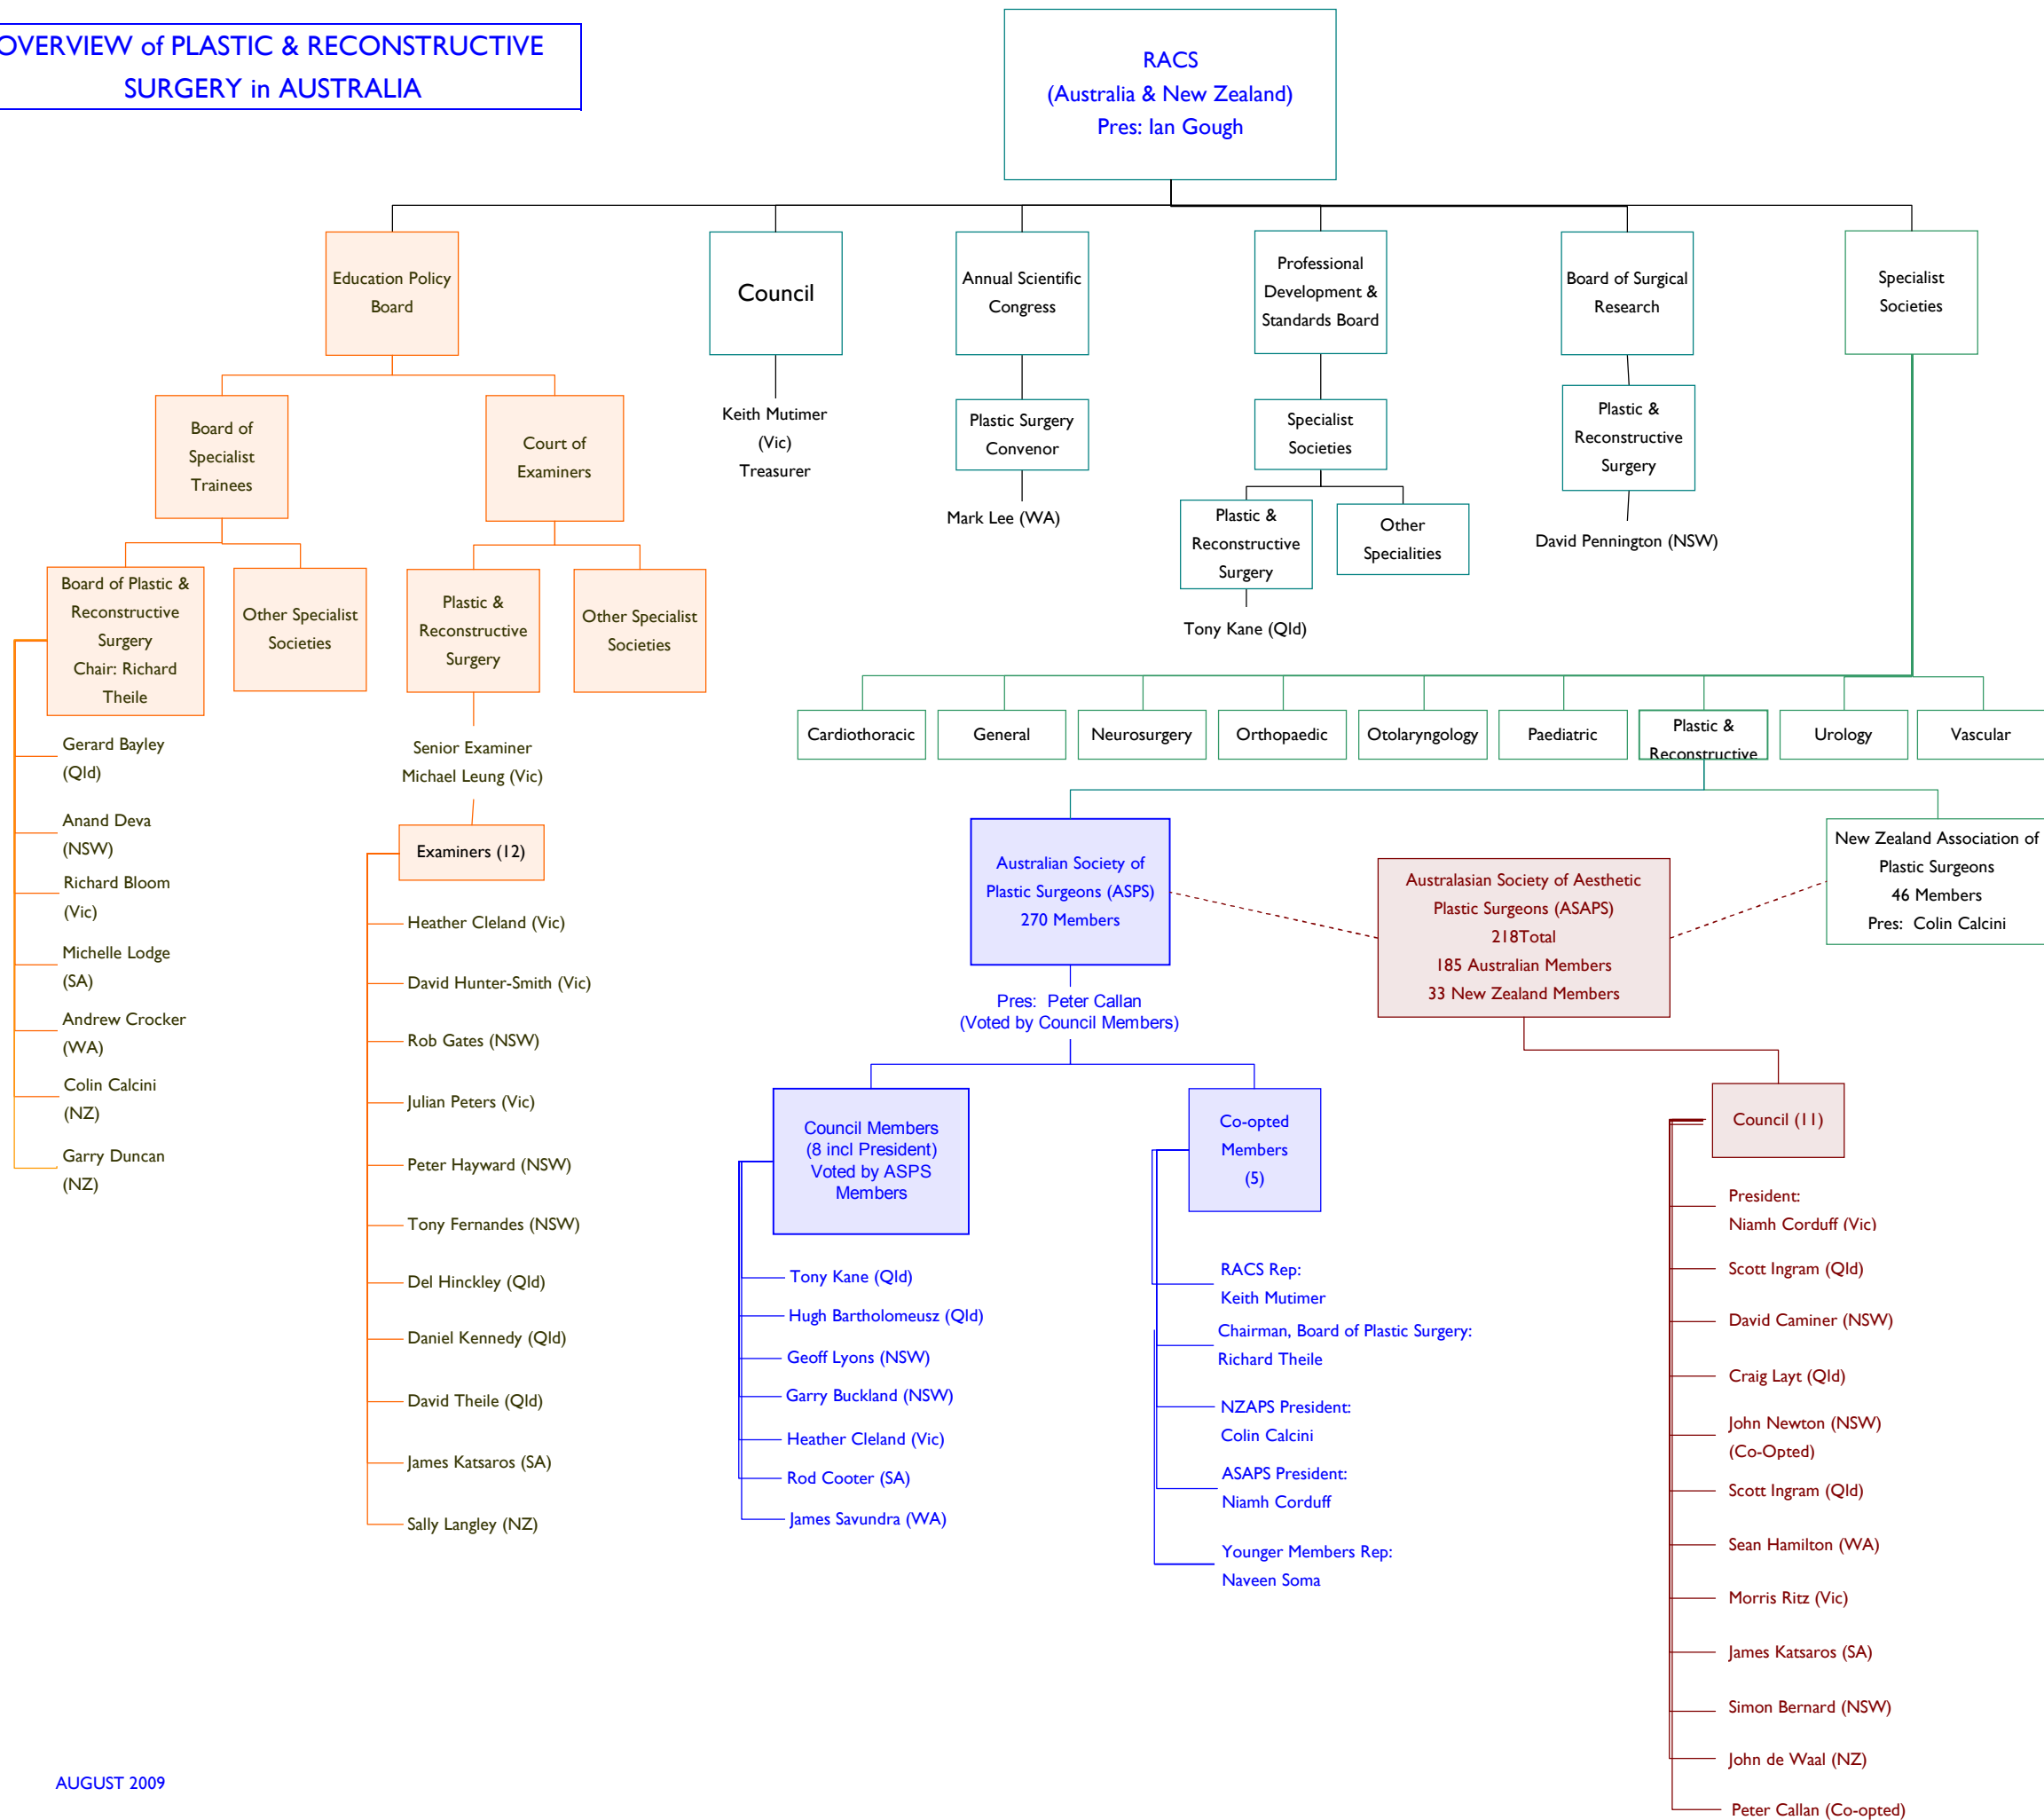 OVERVIEW of PLASTIC & RECONSTRUCTIVE
SURGERY in AUSTRALIA
RACS
(Australia & New Zealand)
Pres: Ian Gough
Education Policy
Board
Council
Annual Scientific
Congress
Professional
Development &
Standards Board
Board of Surgical
Research
Specialist
Societies
Board of
Specialist
Trainees
Court of
Examiners
Keith Mutimer
(Vic)
Treasurer
Plastic Surgery
Convenor
Mark Lee (WA)
Specialist
Societies
Plastic &
Reconstructive
Surgery
Other
Specialities
Tony Kane (Qld)
Plastic &
Reconstructive
Surgery
David Pennington (NSW)
Board of Plastic &
Reconstructive
Surgery
Chair: Richard
Theile
Other Specialist
Societies
Plastic &
Reconstructive
Surgery
Other Specialist
Societies
Gerard Bayley
(Qld)
Anand Deva
(NSW)
Richard Bloom
(Vic)
Michelle Lodge
(SA)
Andrew Crocker
(WA)
Colin Calcini
(NZ)
Garry Duncan
(NZ)
Senior Examiner
Michael Leung (Vic)
Examiners (12)
Heather Cleland (Vic)
David Hunter-Smith (Vic)
Rob Gates (NSW)
Julian Peters (Vic)
Peter Hayward (NSW)
Tony Fernandes (NSW)
Del Hinckley (Qld)
Daniel Kennedy (Qld)
David Theile (Qld)
James Katsaros (SA)
Sally Langley (NZ)
Cardiothoracic
General
Neurosurgery
Orthopaedic
Otolaryngology
Paediatric
Plastic &
Reconstructive
Urology
Vascular
Australian Society of
Plastic Surgeons (ASPS)
270 Members
Australasian Society of Aesthetic
Plastic Surgeons (ASAPS)
218Total
185 Australian Members
33 New Zealand Members
New Zealand Association of
Plastic Surgeons
46 Members
Pres: Colin Calcini
Pres: Peter Callan
(Voted by Council Members)
Council Members
(8 incl President)
Voted by ASPS
Members
Tony Kane (Qld)
Hugh Bartholomeusz (Qld)
Geoff Lyons (NSW)
Garry Buckland (NSW)
Heather Cleland (Vic)
Rod Cooter (SA)
James Savundra (WA)
Co-opted
Members
(5)
RACS Rep:
Keith Mutimer
Chairman, Board of Plastic Surgery:
Richard Theile
NZAPS President:
Colin Calcini
ASAPS President:
Niamh Corduff
Younger Members Rep:
Naveen Soma
Council (11)
President:
Niamh Corduff (Vic)
Scott Ingram (Qld)
David Caminer (NSW)
Craig Layt (Qld)
John Newton (NSW)
(Co-Opted)
Scott Ingram (Qld)
Sean Hamilton (WA)
Morris Ritz (Vic)
James Katsaros (SA)
Simon Bernard (NSW)
John de Waal (NZ)
Peter Callan (Co-opted)
AUGUST 2009